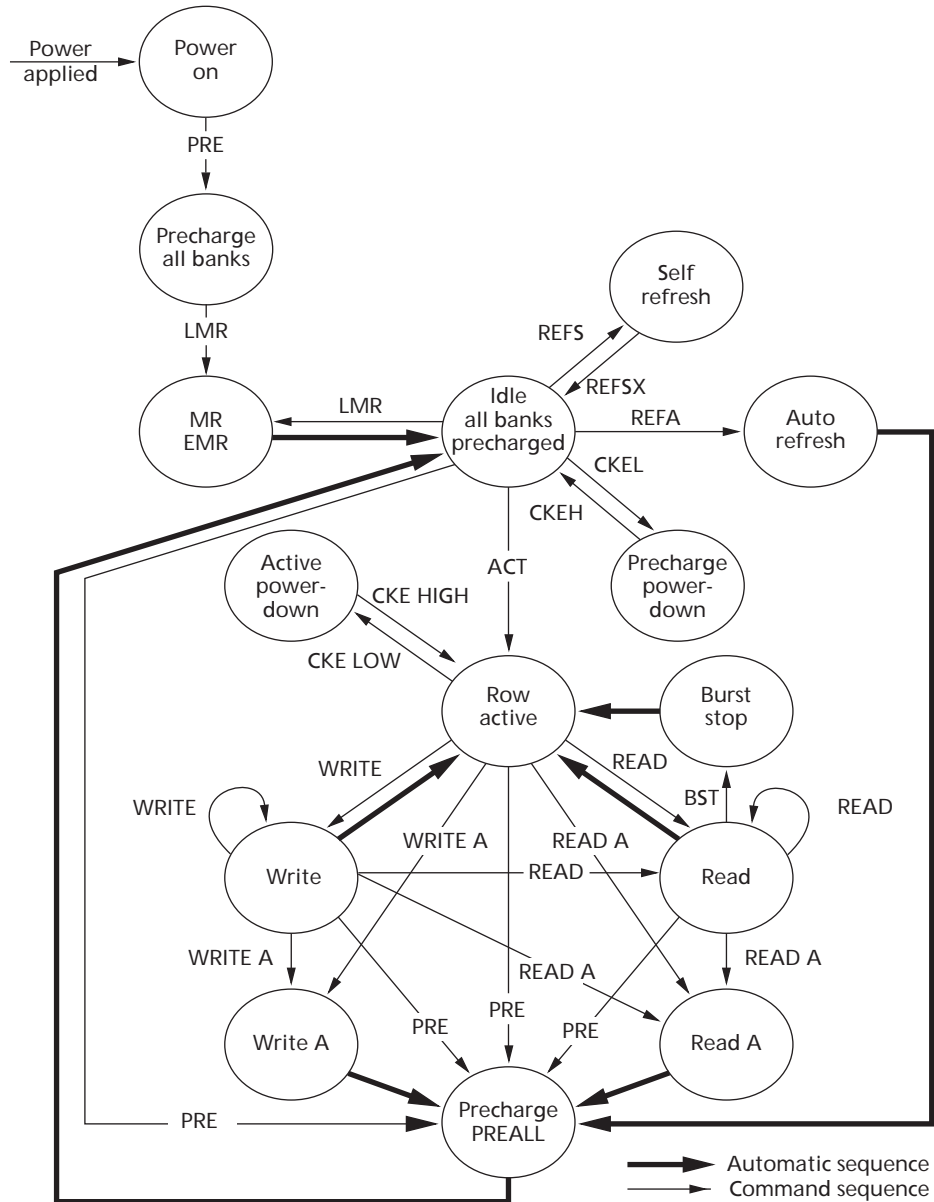 Power
applied
Power
on
PRE
Precharge
all banks
Self
refresh
LMR
REFS
REFSX
MR
EMR
LMR
Idle
all banks
precharged
REFA
Auto
refresh
CKEL
CKEH
ACT
Active
power-
down
Precharge
power-
down
CKE HIGH
CKE LOW
Row
active
Burst
stop
WRITE
READ
BST
WRITE
READ
WRITE A
READ A
Write
READ
Read
WRITE A
READ A
READ A
PRE
PRE
PRE
Write A
Read A
PRE
Precharge
PREALL
Automatic sequence
Command sequence